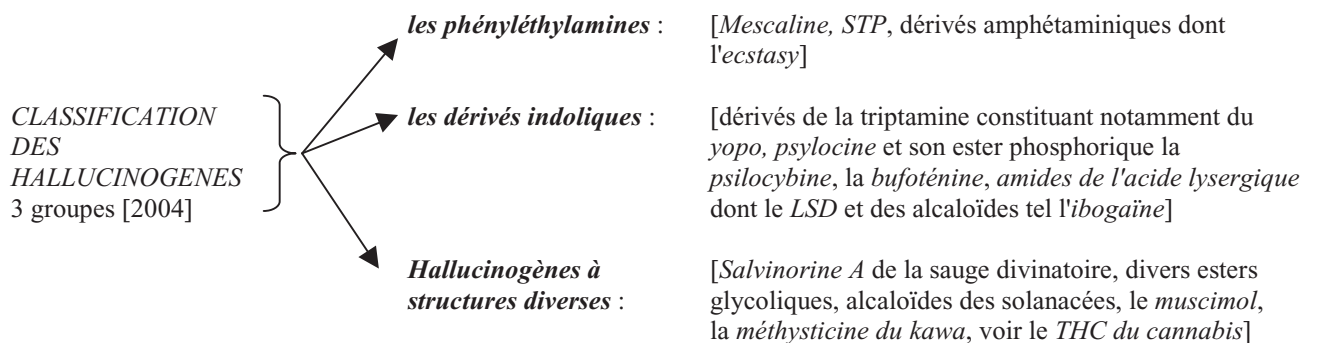 les phényléthylamines : [Mescaline, STP, dérivés amphétaminiques dont
l'ecstasy]
CLASSIFICATION
DES
HALLUCINOGENES
3 groupes [2004]
les dérivés indoliques : [dérivés de la triptamine constituant notamment du
yopo, psylocine et son ester phosphorique la
psilocybine, la bufoténine, amides de l'acide lysergique
dont le LSD et des alcaloïdes tel l'ibogaïne]
Hallucinogènes à
structures diverses :
[Salvinorine A de la sauge divinatoire, divers esters
glycoliques, alcaloïdes des solanacées, le muscimol,
la méthysticine du kawa, voir le THC du cannabis]